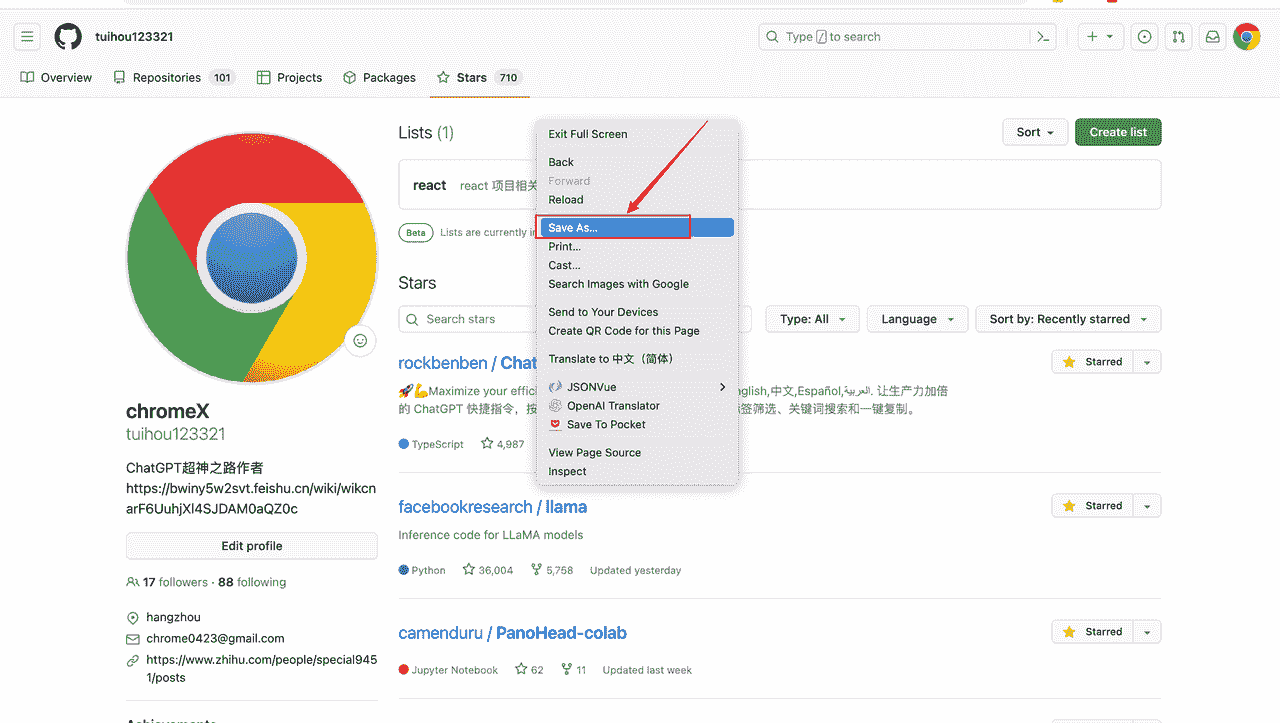 tuihou123321
Type / to search
Overview
Repositories 101
Projects
Packages
Stars 710
Lists (1)
Sort
Create list
react react 项目相关
Beta Lists are currently in
Stars
Search stars
Type: All
Language
Sort by: Recently starred
rockbenben / Chat
Starred
🚀💪Maximize your effici
nglish,中文,Español,العربية. 让生产力加倍
的 ChatGPT 快捷指令，按
签筛选、关键词搜索和一键复制。
TypeScript 4,987
facebookresearch / llama
Starred
Inference code for LLaMA models
Python 36,004 5,758 Updated yesterday
camenduru / PanoHead-colab
Starred
Jupyter Notebook 62 11 Updated last week
Exit Full Screen
Back
Forward
Reload
Save As...
Print...
Cast...
Search Images with Google
Send to Your Devices
Create QR Code for this Page
Translate to 中文（简体）
JSONVue
OpenAI Translator
Save To Pocket
View Page Source
Inspect
chromeX
tuihou123321
ChatGPT超神之路作者
https://bwiny5w2svt.feishu.cn/wiki/wikcn
arF6UuhjXl4SJDAM0aQZ0c
Edit profile
17 followers · 88 following
hangzhou
chrome0423@gmail.com
https://www.zhihu.com/people/special945
1/posts